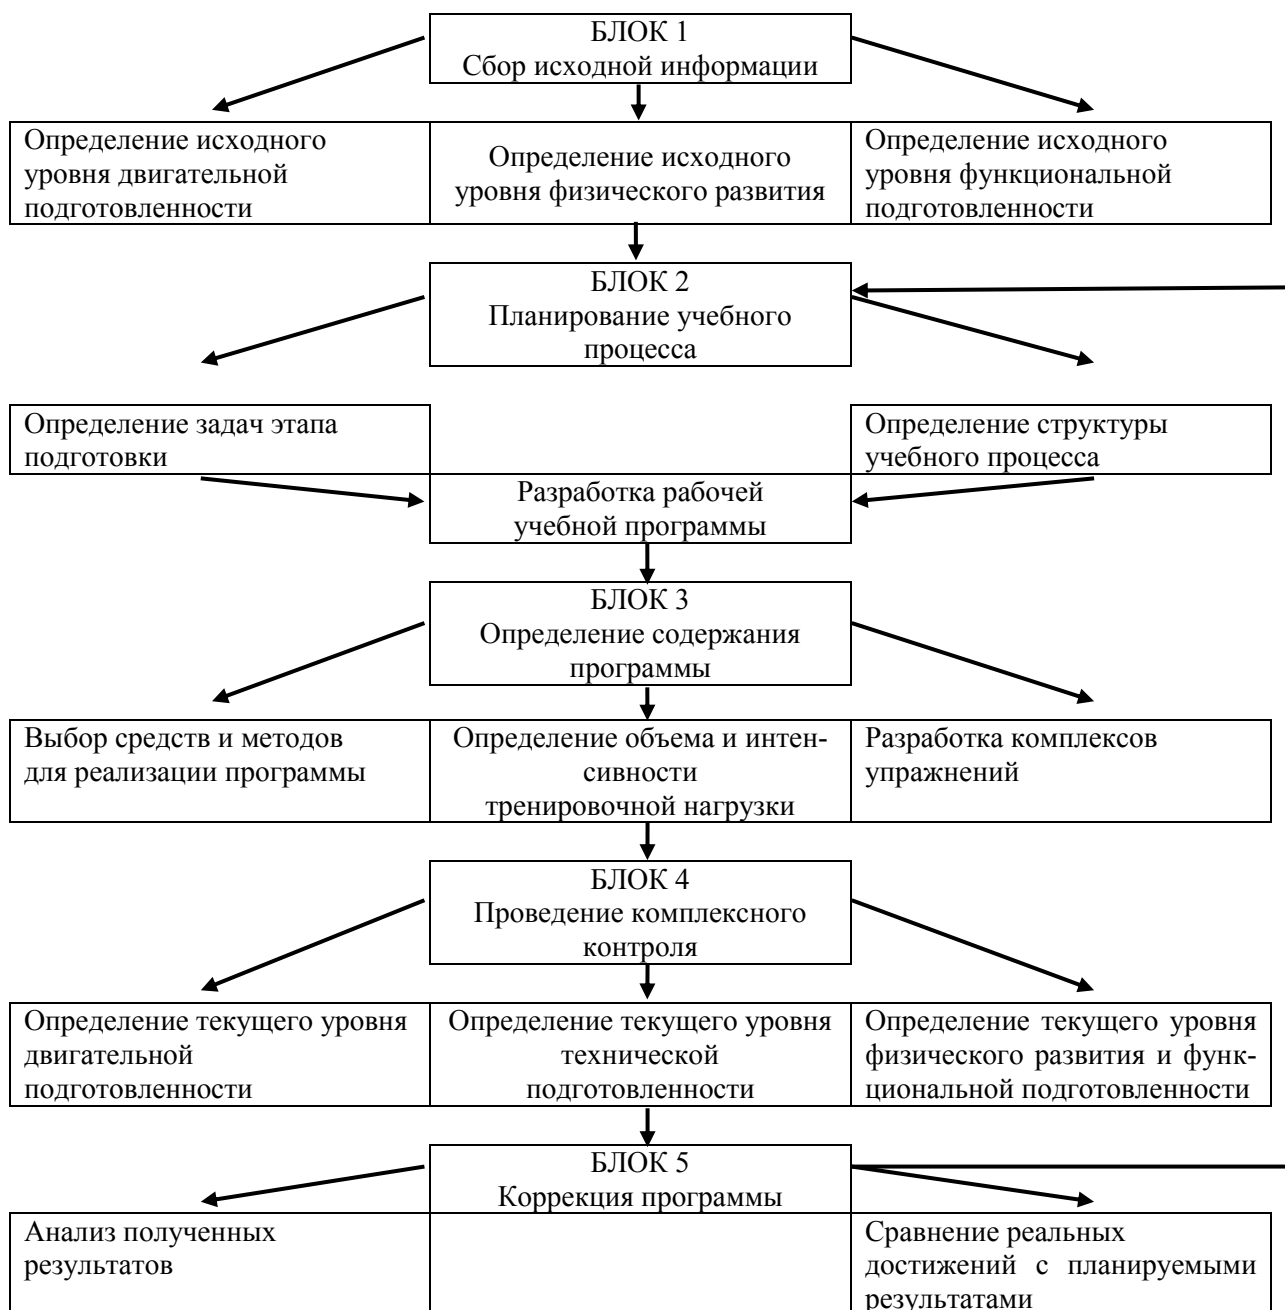 БЛОК 1
Сбор исходной информации
Определение исходного
уровня двигательной
подготовленности
Определение исходного
уровня физического развития
Определение исходного
уровня функциональной
подготовленности
БЛОК 2
Планирование учебного
процесса
Определение задач этапа
подготовки
Определение структуры
учебного процесса
Разработка рабочей
учебной программы
БЛОК 3
Определение содержания
программы
Выбор средств и методов
для реализации программы
Определение объема и интен-
сивности
тренировочной нагрузки
Разработка комплексов
упражнений
БЛОК 4
Проведение комплексного
контроля
Определение текущего уровня
двигательной
подготовленности
Определение текущего уровня
технической
подготовленности
Определение текущего уровня
физического развития и функ-
циональной подготовленности
БЛОК 5
Коррекция программы
Анализ полученных
результатов
Сравнение реальных
достижений с планируемыми
результатами